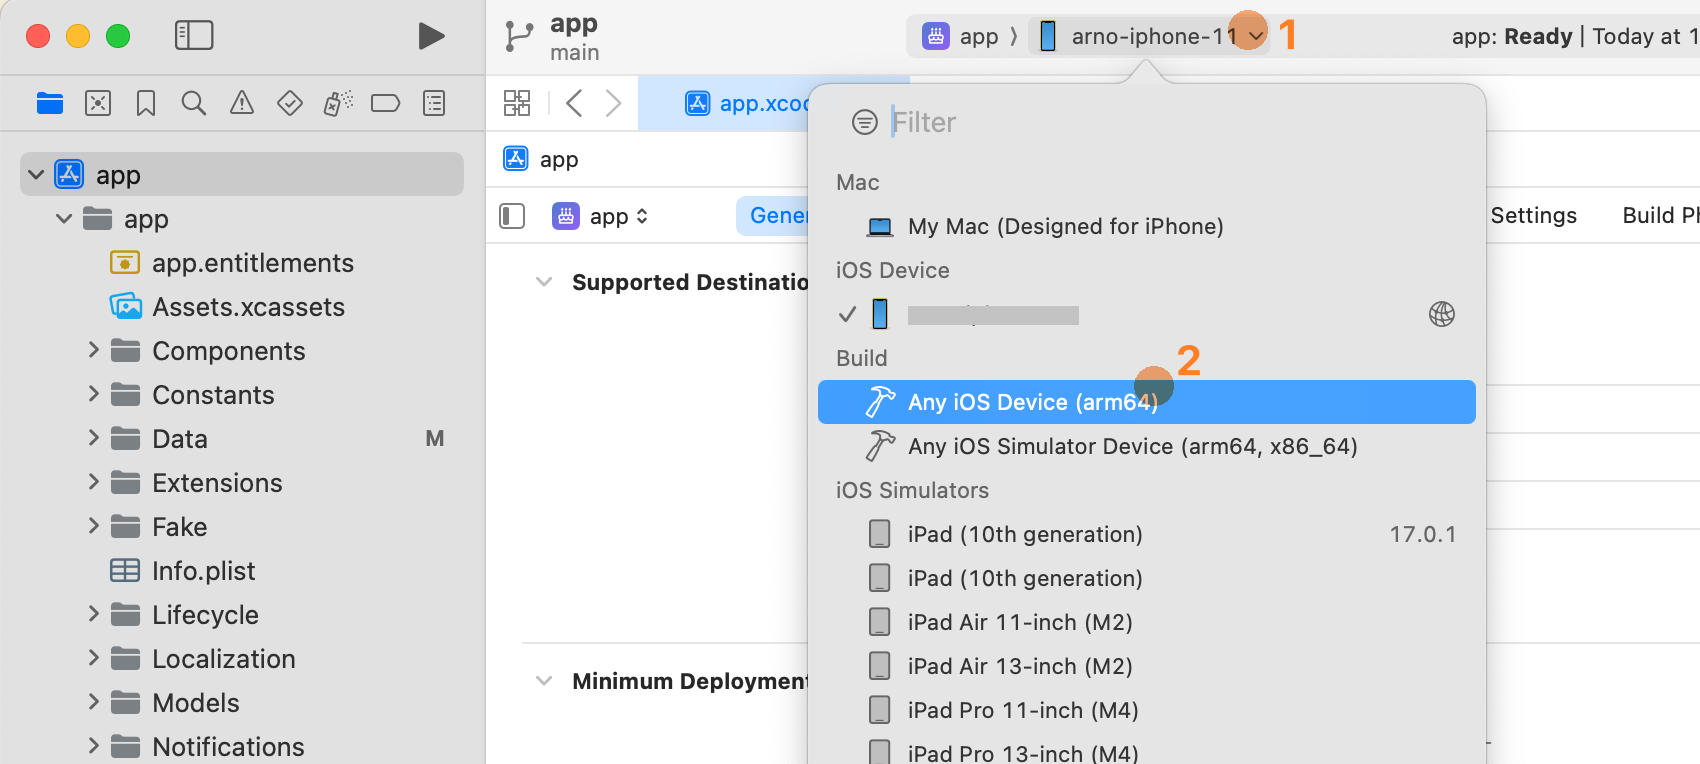 app
main
app
arno-iphone-11
1
app: Ready | Today at 1
app.xcod
Filter
app
app
Gener
Settings
Build Ph
Mac
My Mac (Designed for iPhone)
iOS Device
Build
2
Any iOS Device (arm64)
Any iOS Simulator Device (arm64, x86_64)
iOS Simulators
iPad (10th generation)
17.0.1
iPad (10th generation)
iPad Air 11-inch (M2)
iPad Air 13-inch (M2)
iPad Pro 11-inch (M4)
iPad Pro 13-inch (M4)
Supported Destinatio
Minimum Deployment
app
app
app.entitlements
Assets.xcassets
Components
Constants
Data
M
Extensions
Fake
Info.plist
Lifecycle
Localization
Models
Notifications